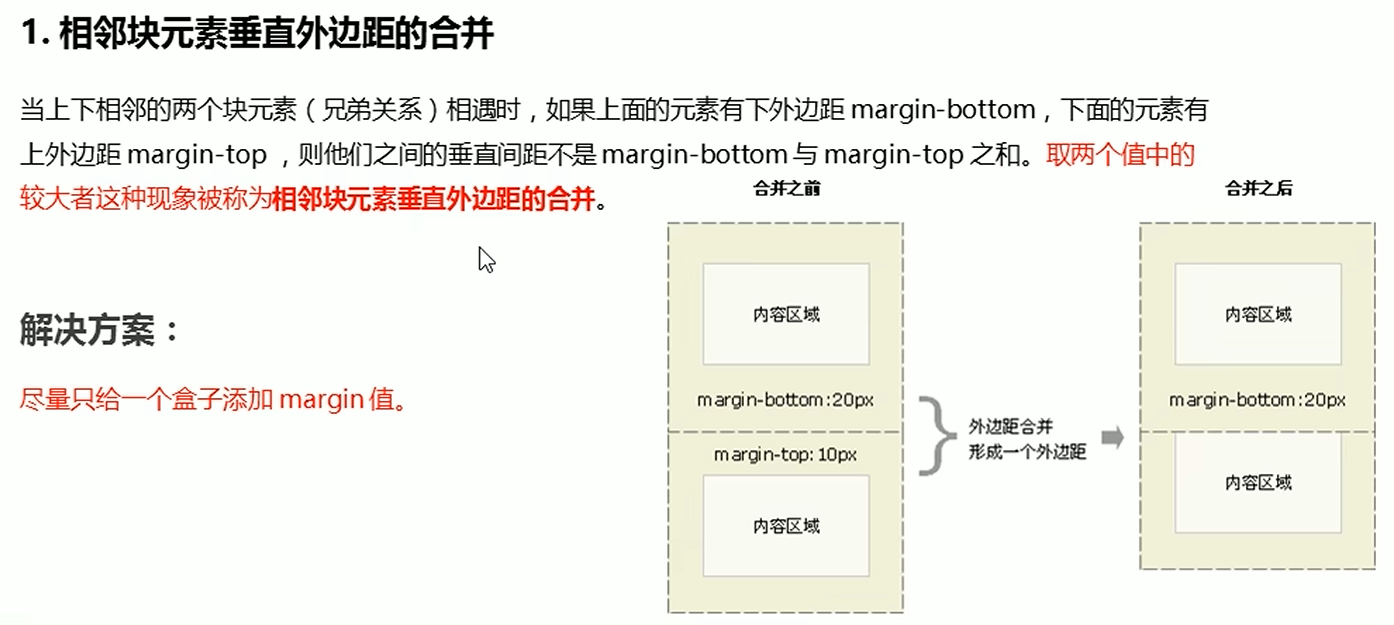 1. 相邻块元素垂直外边距的合并
当上下相邻的两个块元素（兄弟关系）相遇时，如果上面的元素有下外边距 margin-bottom，下面的元素有
上外边距 margin-top ，则他们之间的垂直间距不是 margin-bottom 与 margin-top 之和。取两个值中的
较大者这种现象被称为相邻块元素垂直外边距的合并。
解决方案：
尽量只给一个盒子添加 margin 值。
合并之前
内容区域
margin-bottom:20px
margin-top:10px
内容区域
外边距合并
形成一个外边距
合并之后
内容区域
margin-bottom:20px
内容区域